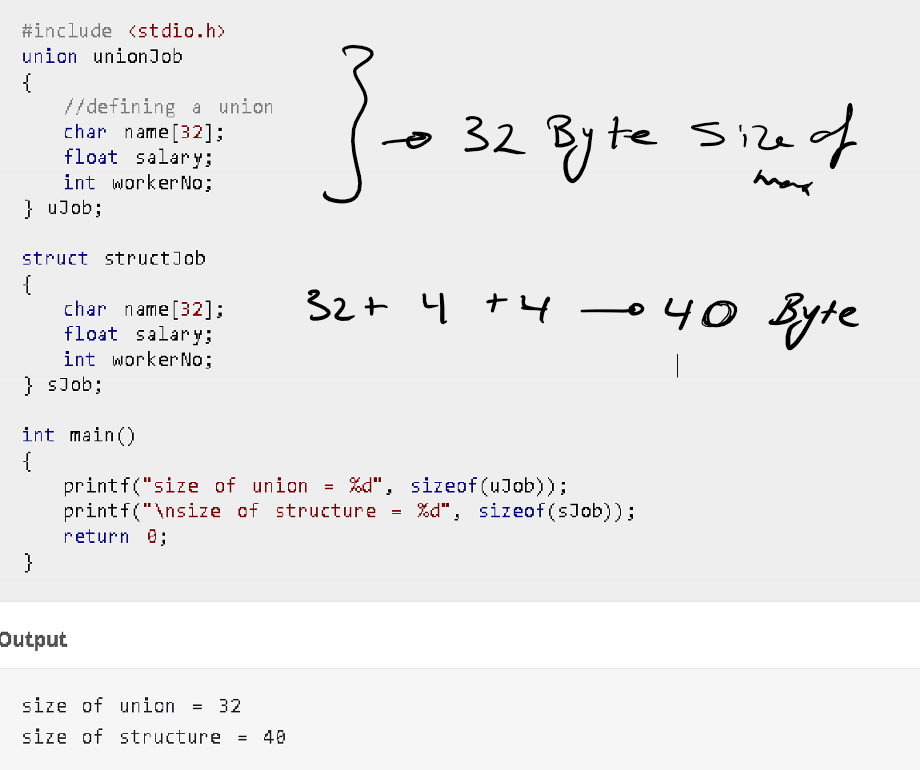 #include <stdio.h>
union unionJob
{
//defining a union
char name[32];
float salary;
int workerNo;
} uJob;
32 Byte size of
max
struct structJob
{
char name[32];
float salary;
int workerNo;
} sJob;
32 + 4 + 4 → 40 Byte
int main()
{
printf("size of union = %d", sizeof(uJob));
printf("\nsize of structure = %d", sizeof(sJob));
return 0;
}
Output
size of union = 32
size of structure = 40